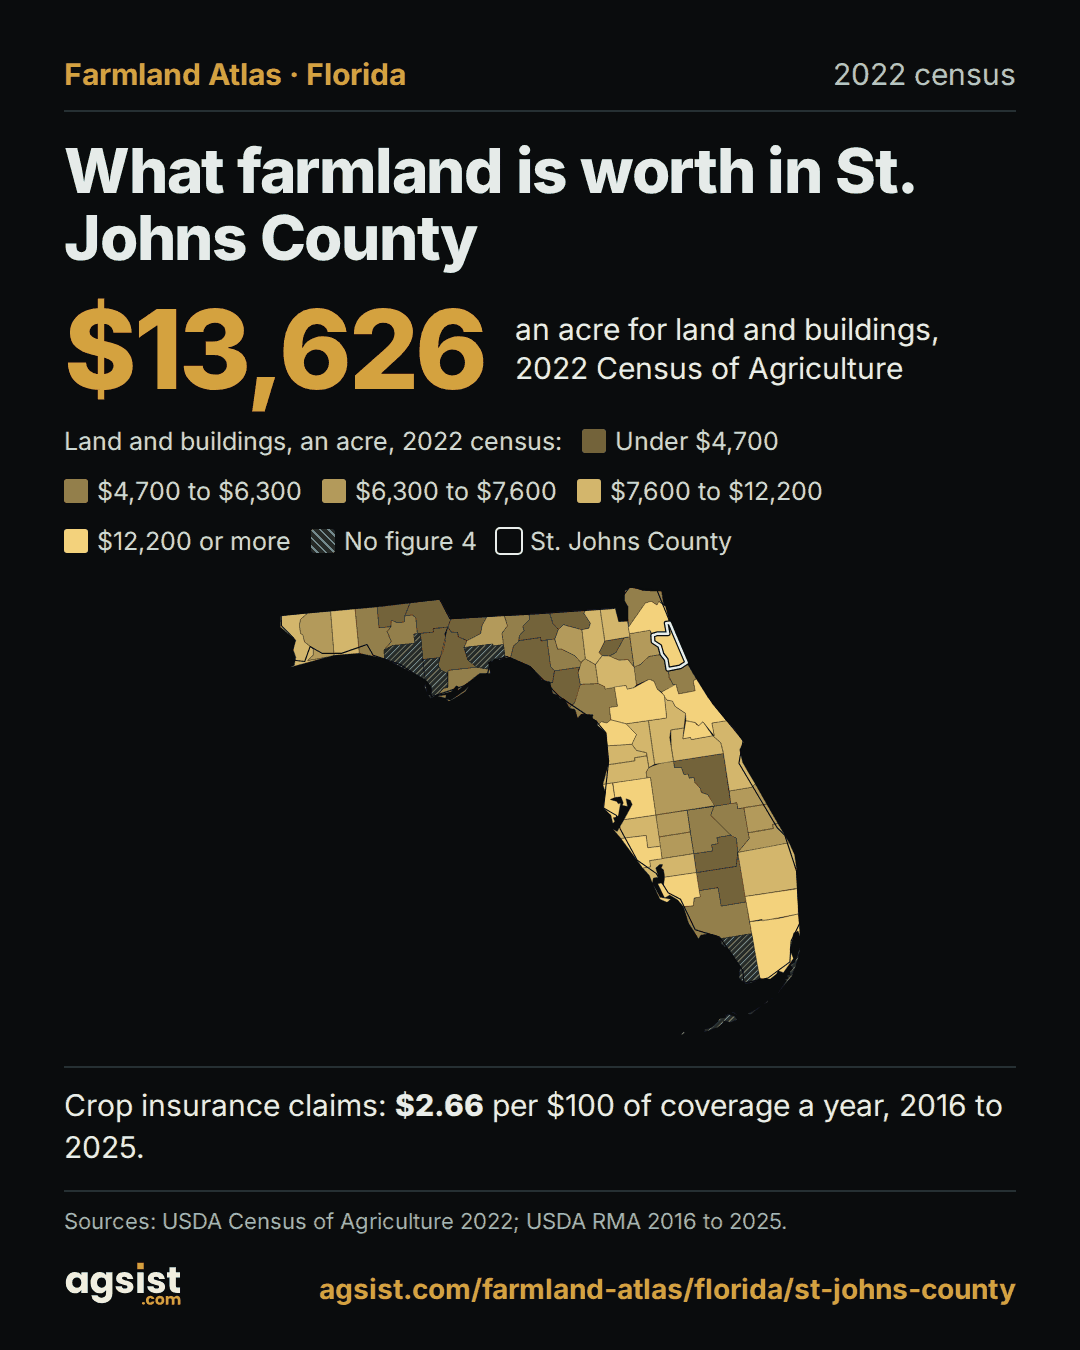 Farmland Atlas · Florida
2022 census
What farmland is worth in St.
Johns County
$13,626
an acre for land and buildings,
2022 Census of Agriculture
Land and buildings, an acre, 2022 census: Under $4,700
$4,700 to $6,300 $6,300 to $7,600 $7,600 to $12,200
$12,200 or more No figure 4 St. Johns County
Crop insurance claims: $2.66 per $100 of coverage a year, 2016 to
2025.
Sources: USDA Census of Agriculture 2022; USDA RMA 2016 to 2025.
agsist
.com
agsist.com/farmland-atlas/florida/st-johns-county